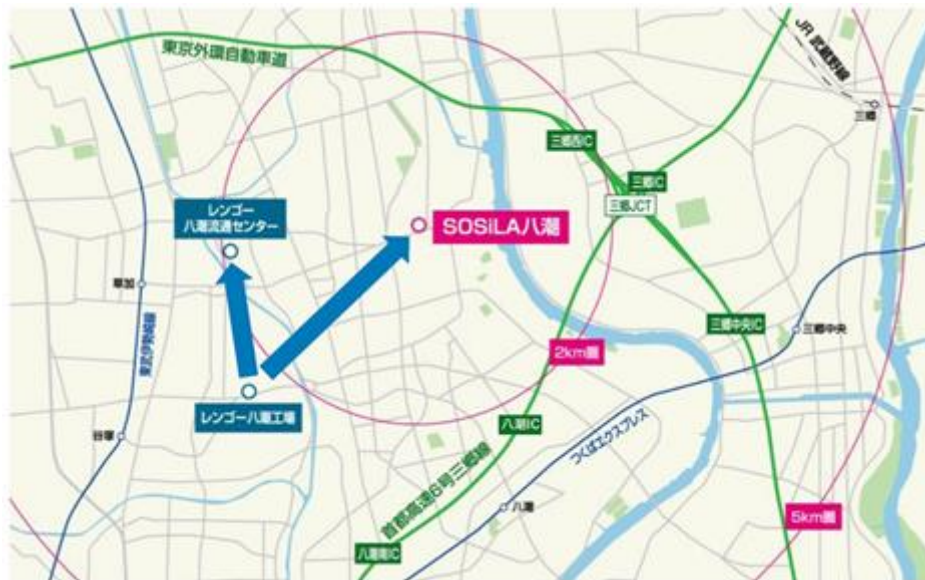 東京外環自動車道
JR 武蔵野線
三郷
三郷西IC
三郷IC
三郷JCT
レンゴー
八潮流通センター
SOSiLA八潮
草加
東武伊勢崎線
三郷中央IC
三郷中央
2km圏
レンゴー八潮工場
八潮IC
つくばエクスプレス
谷塚
首都高速6号三郷線
八潮
5km圏
八潮南IC